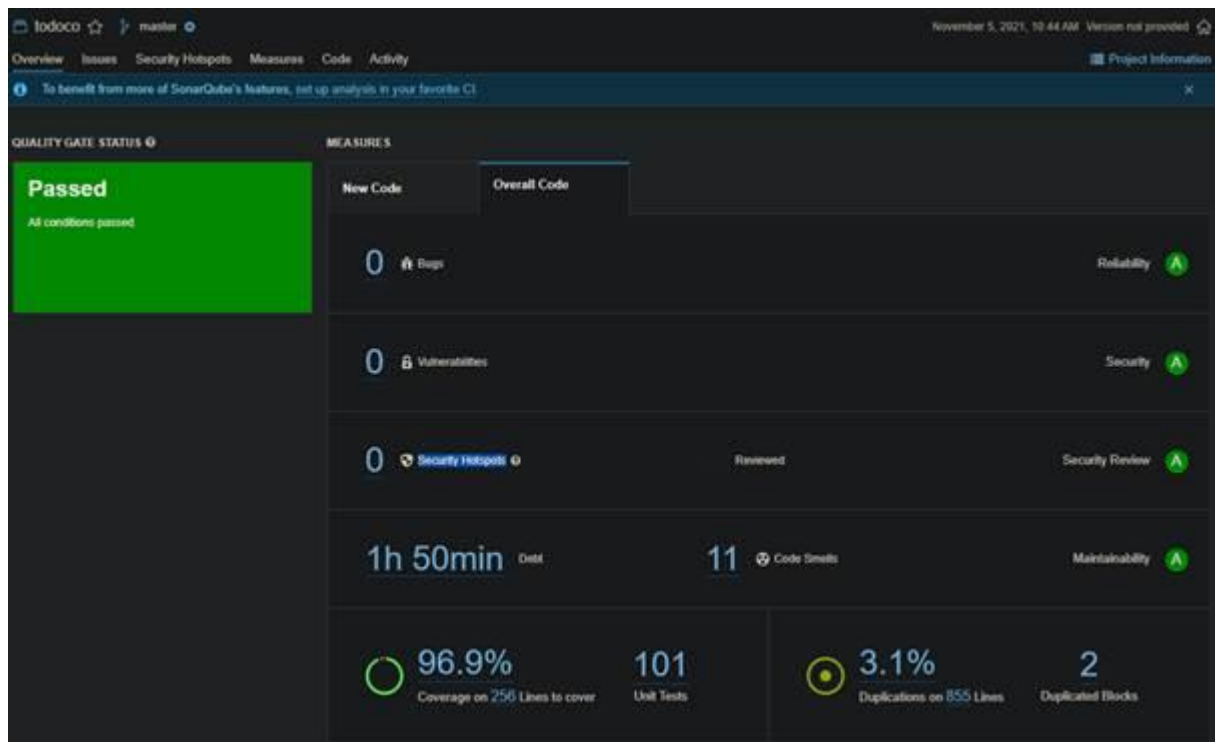 todoco master
November 5, 2021, 10:44 AM Version not provided
Overview Issues Security Hotspots Measures Code Activity
Project Information
To benefit from more of SonarQube's features, set up analysis in your favorite CI
QUALITY GATE STATUS
MEASURES
Passed
All conditions passed
New Code
Overall Code
0 Bugs
Reliability A
0 Vulnerabilities
Security A
0 Security Hotspots
Reviewed
Security Review A
1h 50min Debt
11 Code Smells
Maintainability A
96.9%
Coverage on 256 Lines to cover
101
Unit Tests
3.1%
Duplications on 855 Lines
2
Duplicated Blocks